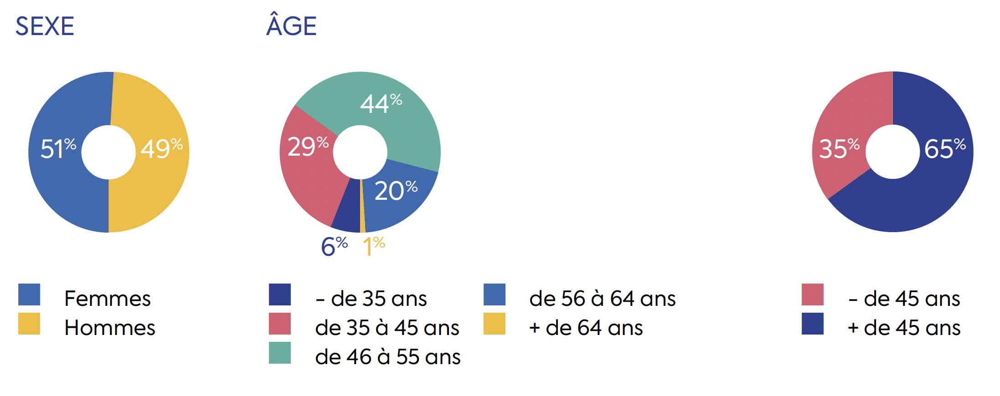 SEXE
ÂGE
51%
49%
44%
29%
20%
6%
1%
35%
65%
Femmes
Hommes
- de 35 ans
de 35 à 45 ans
de 46 à 55 ans
de 56 à 64 ans
+ de 64 ans
- de 45 ans
+ de 45 ans